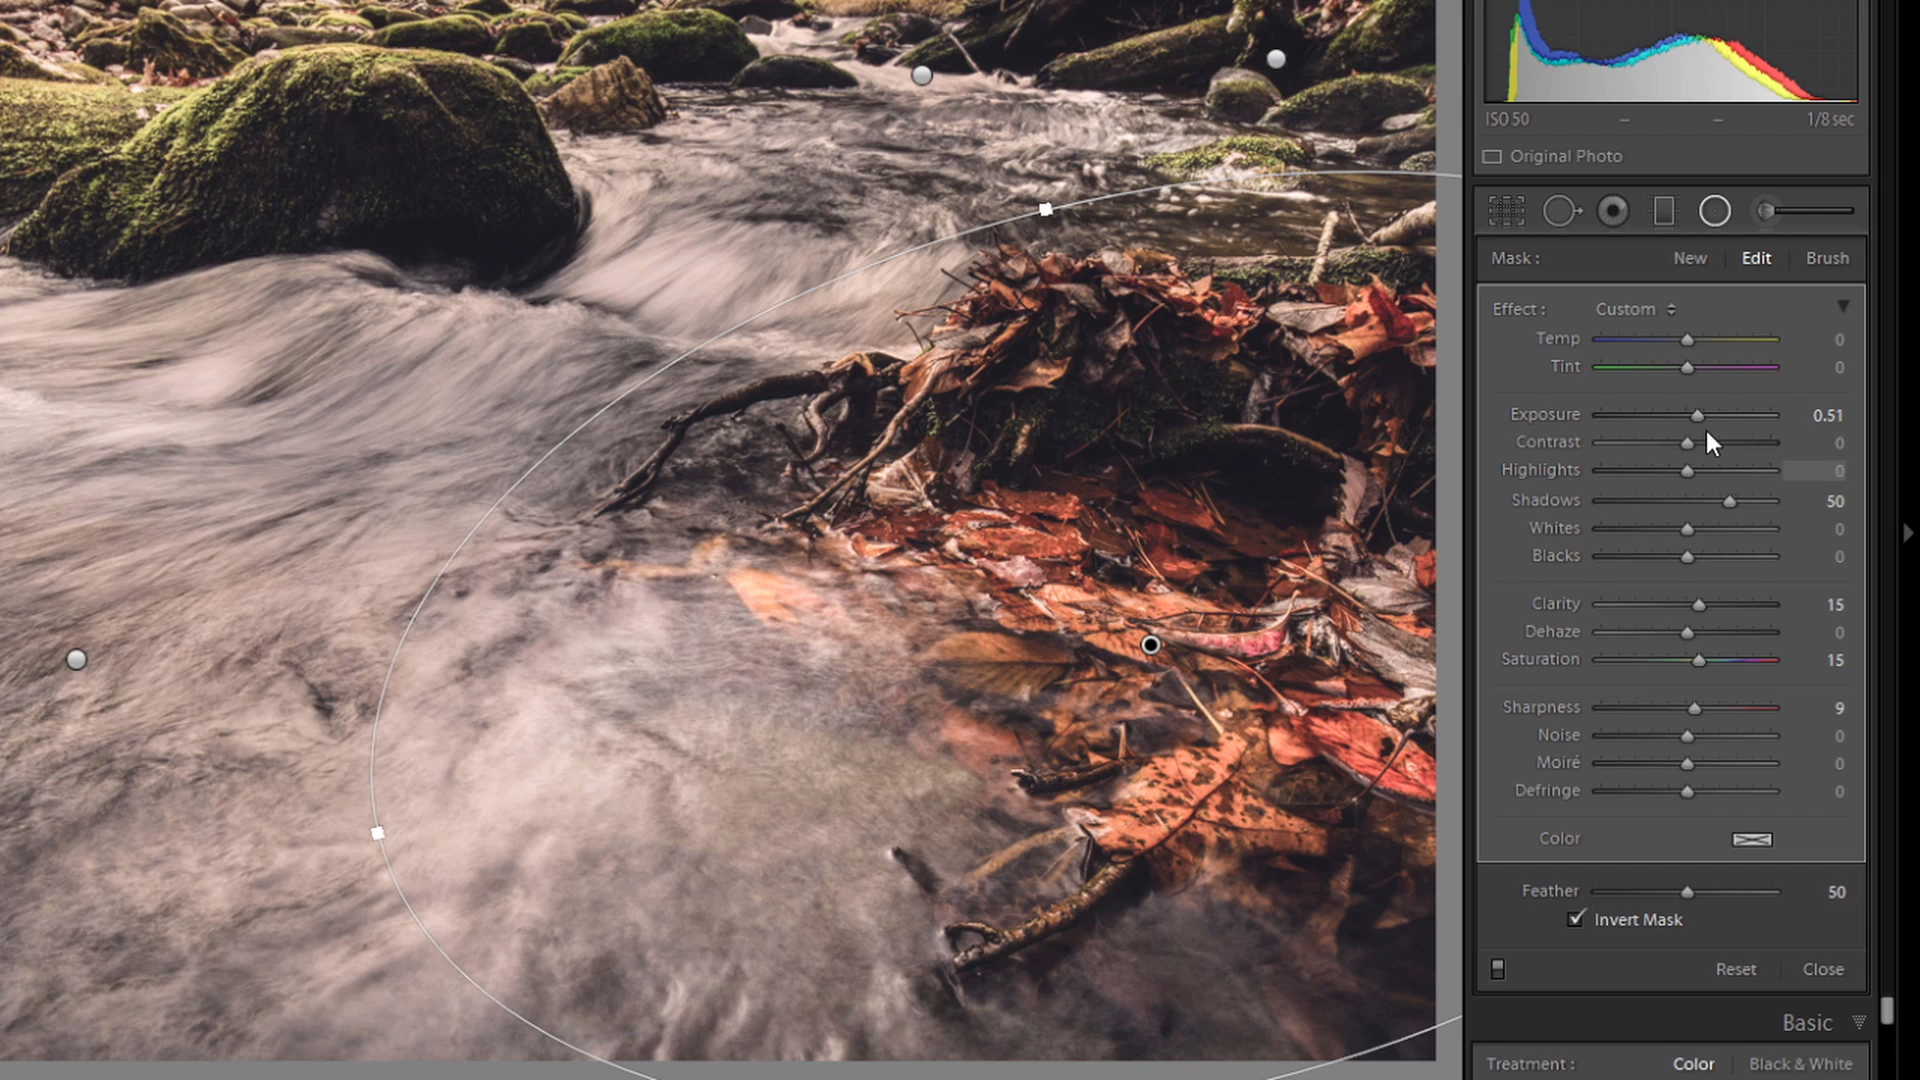 ISO 50 – – 1/8 sec
Original Photo
Mask : New Edit Brush
Effect : Custom
Temp 0
Tint 0
Exposure 0.51
Contrast 0
Highlights 0
Shadows 50
Whites 0
Blacks 0
Clarity 15
Dehaze 0
Saturation 15
Sharpness 9
Noise 0
Moiré 0
Defringe 0
Color
Feather 50
Invert Mask
Reset Close
Basic
Treatment : Color Black & White